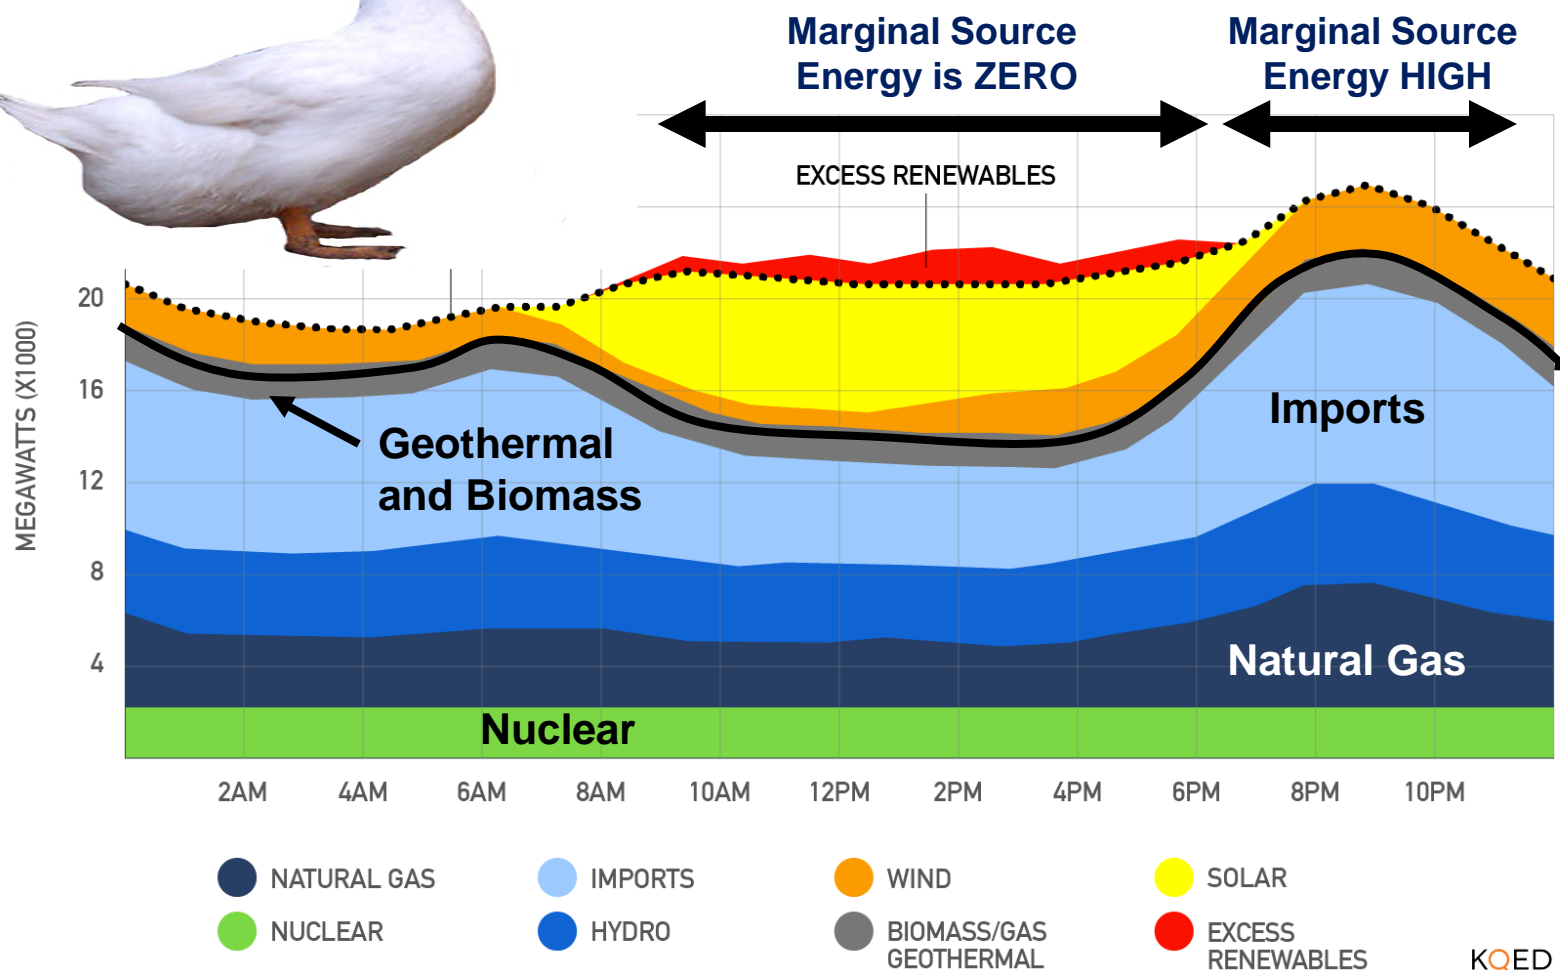 Marginal Source
Energy is ZERO
Marginal Source
Energy HIGH
EXCESS RENEWABLES
MEGAWATTS (X1000)
20
16
12
8
4
Geothermal
and Biomass
Imports
Natural Gas
Nuclear
2AM 4AM 6AM 8AM 10AM 12PM 2PM 4PM 6PM 8PM 10PM
NATURAL GAS IMPORTS WIND SOLAR
NUCLEAR HYDRO BIOMASS/GAS EXCESS
GEOTHERMAL RENEWABLES
KQED